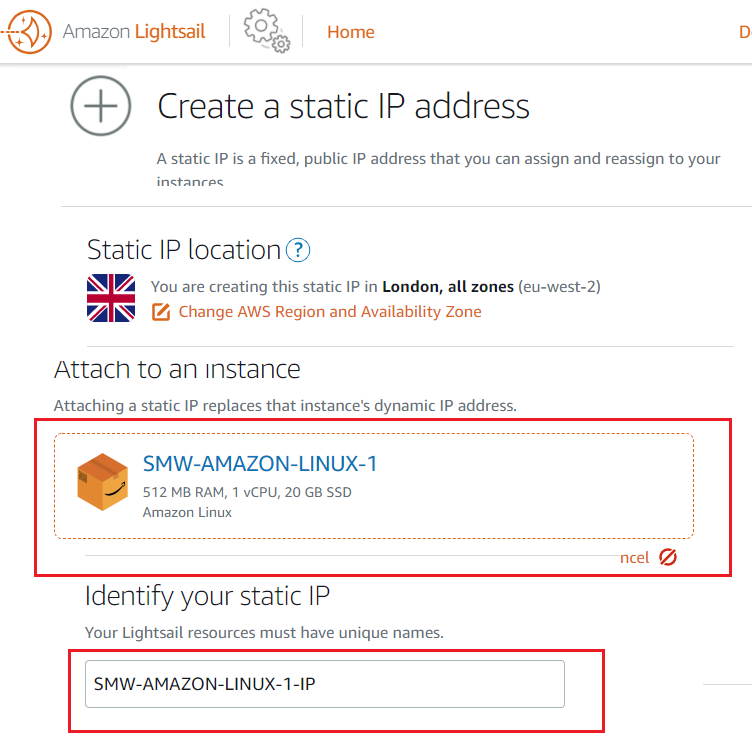 Amazon Lightsail
Home
Create a static IP address
A static IP is a fixed, public IP address that you can assign and reassign to your
instances
Static IP location ?
You are creating this static IP in London, all zones (eu-west-2)
Change AWS Region and Availability Zone
Attach to an instance
Attaching a static IP replaces that instance's dynamic IP address.
SMW-AMAZON-LINUX-1
512 MB RAM, 1 vCPU, 20 GB SSD
Amazon Linux
ncel
Identify your static IP
Your Lightsail resources must have unique names.
SMW-AMAZON-LINUX-1-IP